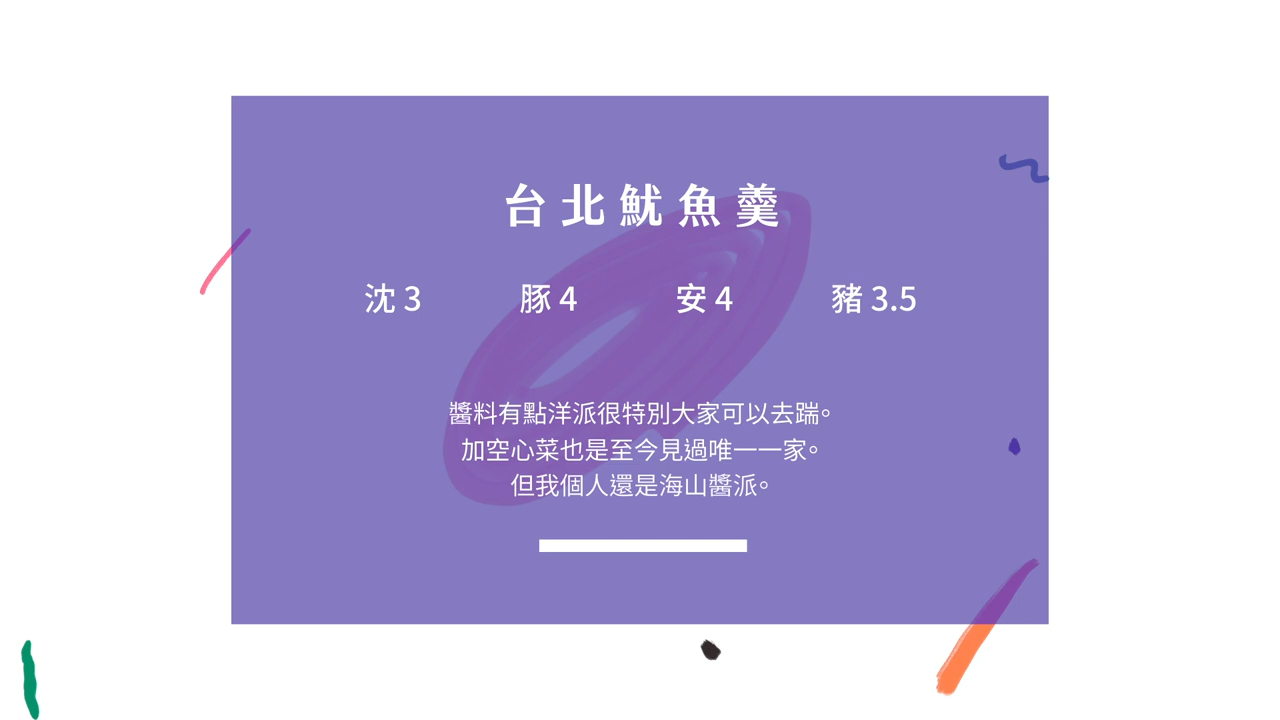 台北魷魚羹
沈 3 豚 4 安 4 豬 3.5
醬料有點洋派很特別大家可以去踹。
加空心菜也是至今見過唯一一家。
但我個人還是海山醬派。